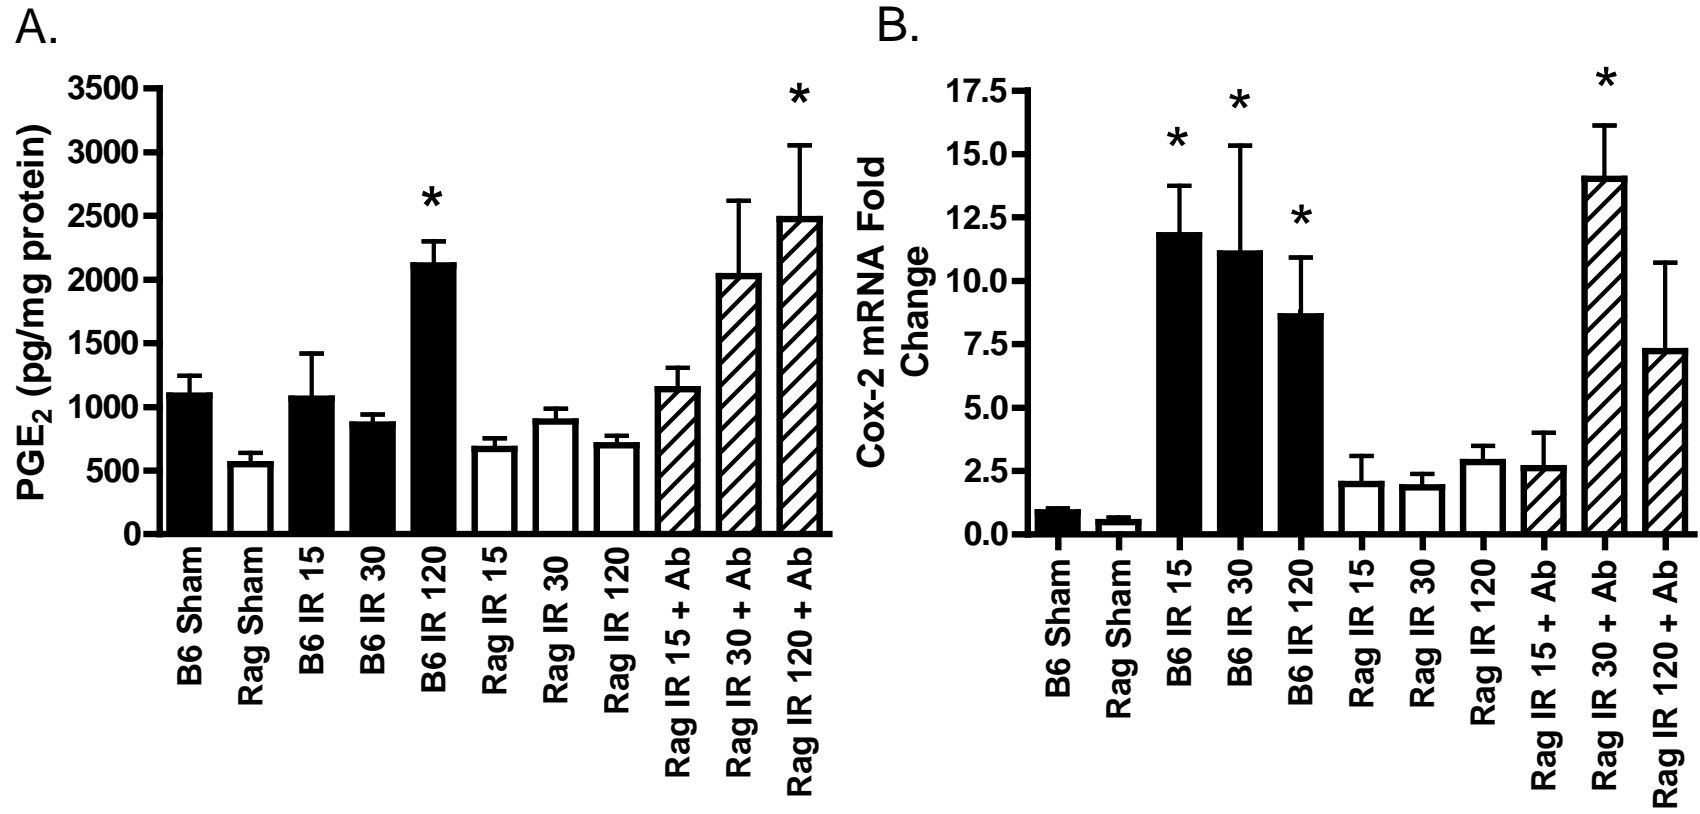 A.
PGE2 (pg/mg protein)
3500
3000
2500
2000
1500
1000
500
0
*
*
B6 Sham
Rag Sham
B6 IR 15
B6 IR 30
B6 IR 120
Rag IR 15
Rag IR 30
Rag IR 120
Rag IR 15 + Ab
Rag IR 30 + Ab
Rag IR 120 + Ab
B.
Cox-2 mRNA Fold
Change
17.5
15.0
12.5
10.0
7.5
5.0
2.5
0.0
*
*
*
*
B6 Sham
Rag Sham
B6 IR 15
B6 IR 30
B6 IR 120
Rag IR 15
Rag IR 30
Rag IR 120
Rag IR 15 + Ab
Rag IR 30 + Ab
Rag IR 120 + Ab